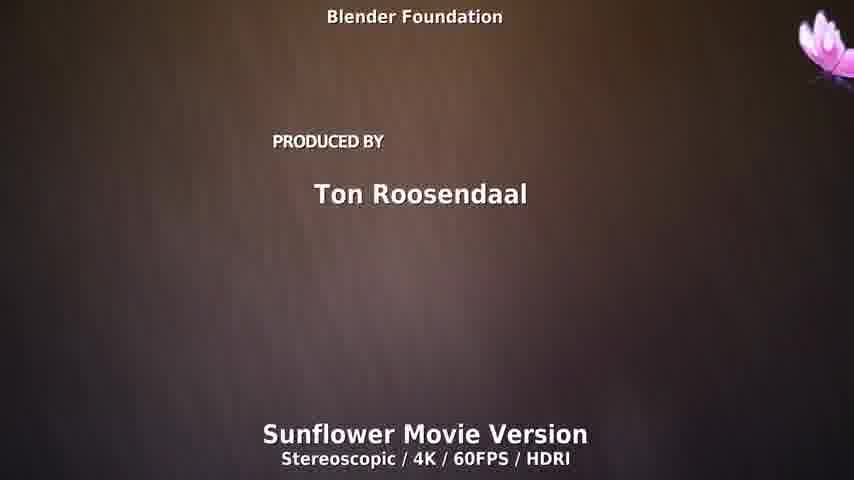 Blender Foundation
PRODUCED BY
Ton Roosendaal
Sunflower Movie Version
Stereoscopic / 4K / 60FPS / HDRI